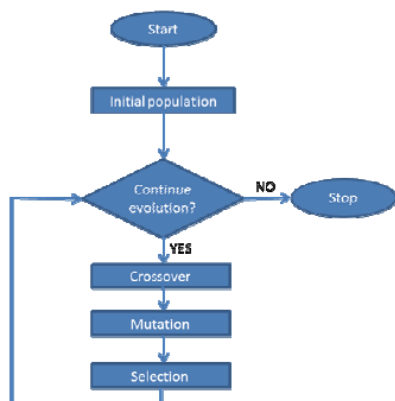 Start
Initial population
Continue
evolution?
NO
Stop
YES
Crossover
Mutation
Selection